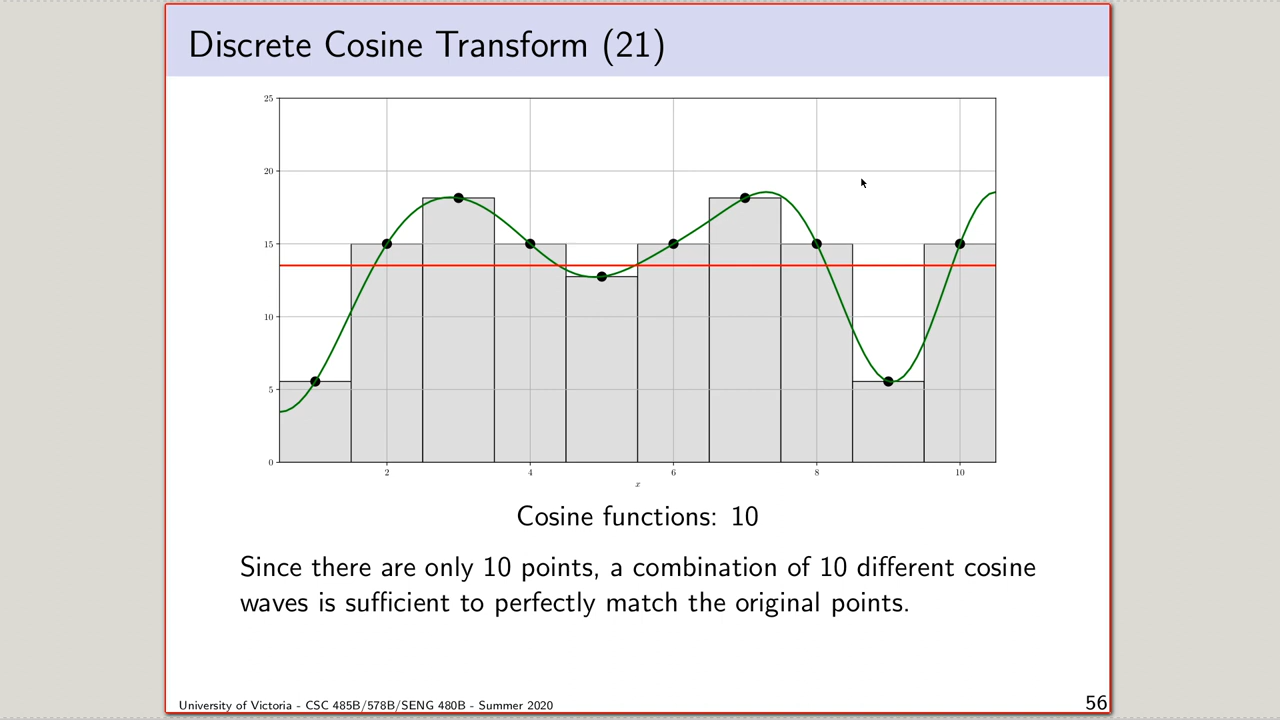 Discrete Cosine Transform (21)
25
20
15
10
5
0
2 4 6 8 10
x
Cosine functions: 10
Since there are only 10 points, a combination of 10 different cosine
waves is sufficient to perfectly match the original points.
University of Victoria - CSC 485B/578B/SENG 480B - Summer 2020
56